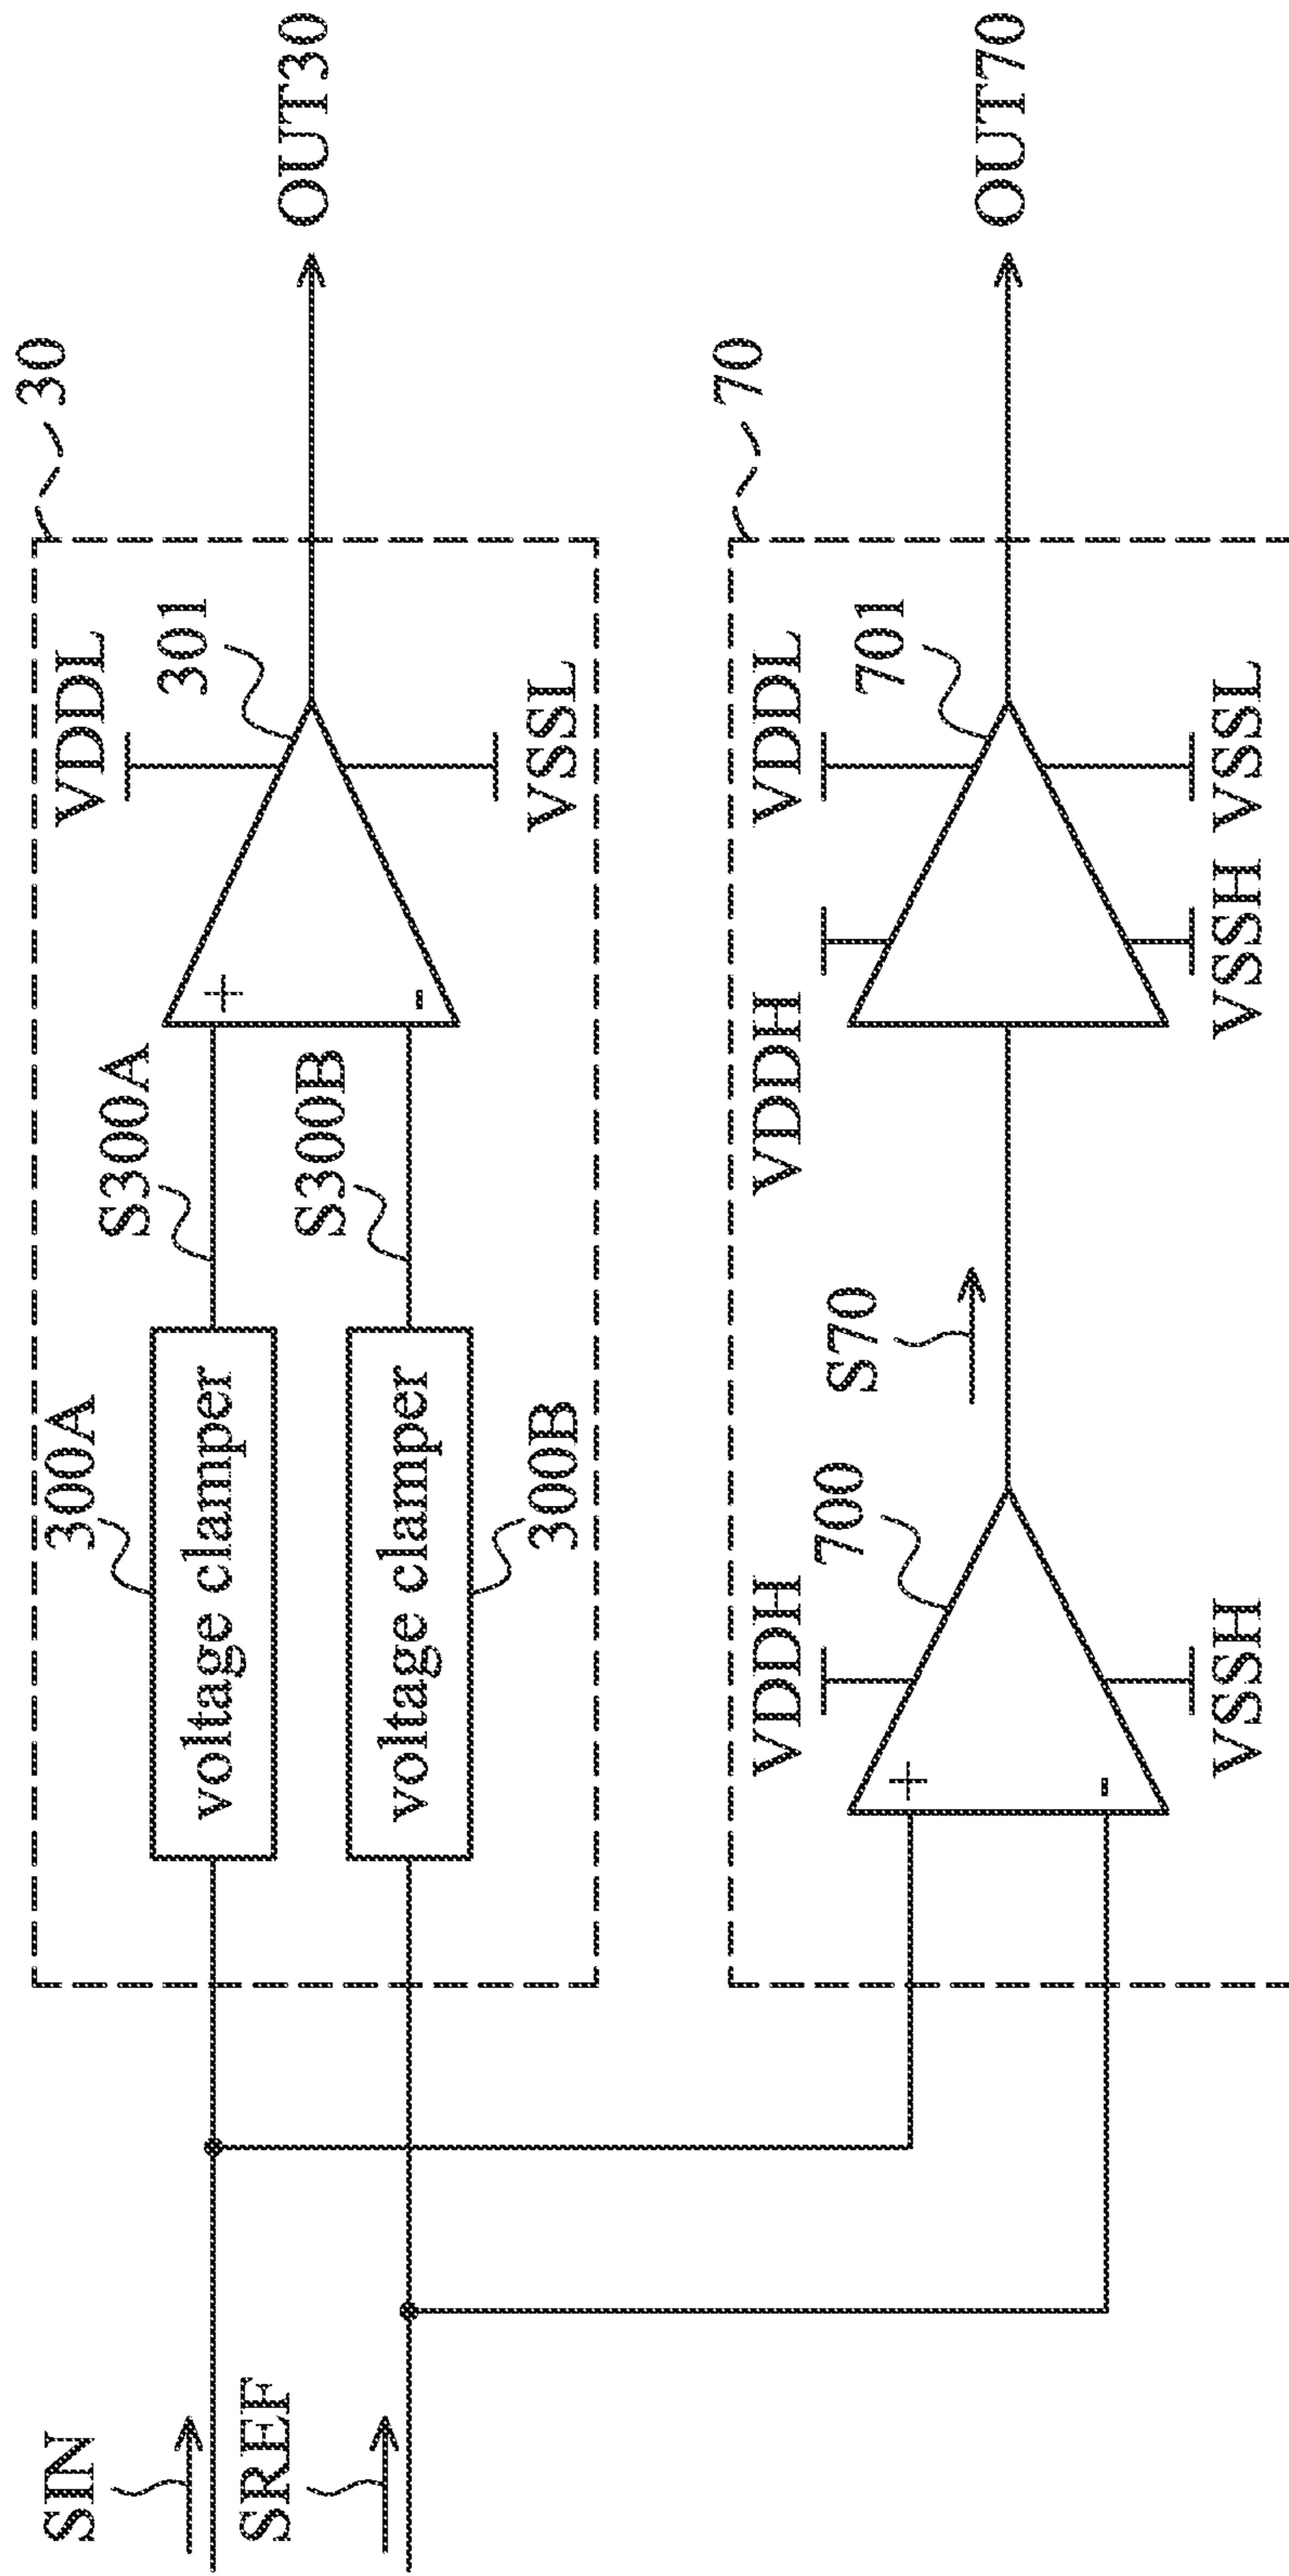 30
VDDL
301
300A
S300A
voltage clamper
+
OUT30
SIN
S300B
voltage clamper
-
SREF
300B
VSSL
70
VDDH
700
S70
VDDH
VDDL
701
+
OUT70
-
VSSH
VSSH
VSSL